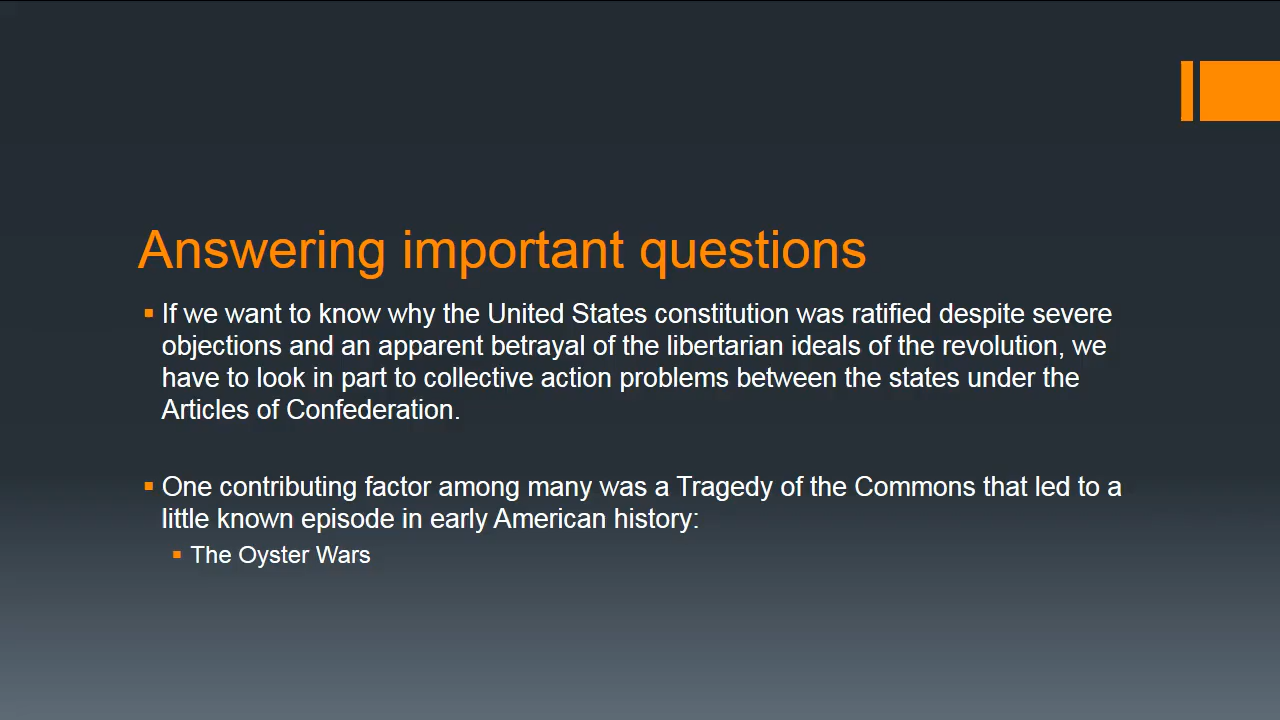 Answering important questions
If we want to know why the United States constitution was ratified despite severe
objections and an apparent betrayal of the libertarian ideals of the revolution, we
have to look in part to collective action problems between the states under the
Articles of Confederation.
One contributing factor among many was a Tragedy of the Commons that led to a
little known episode in early American history:
The Oyster Wars